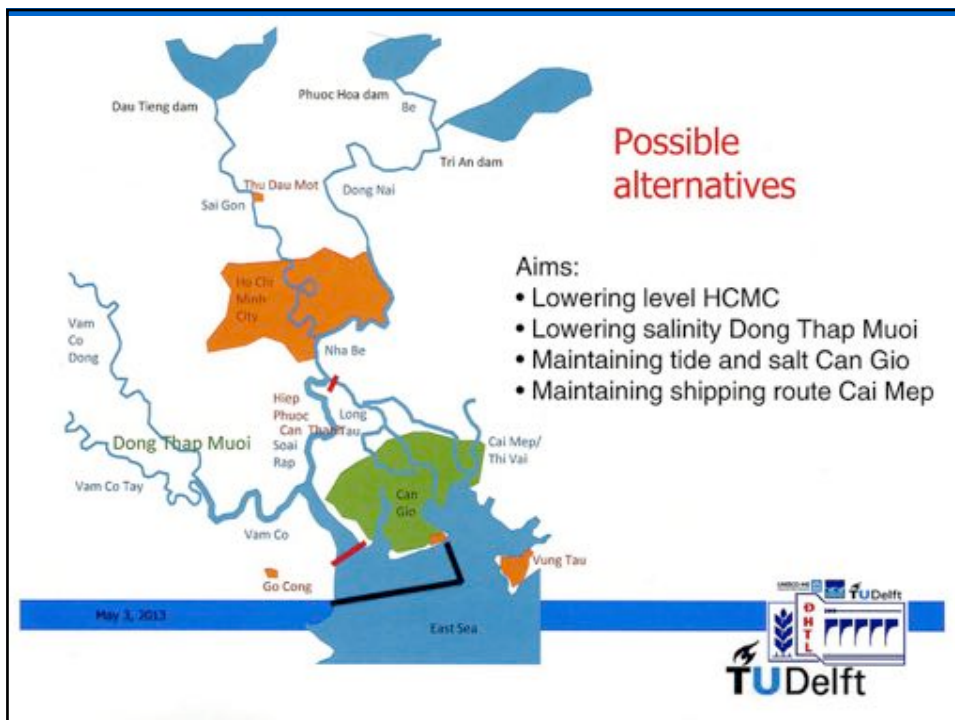 Possible
alternatives
Aims:
• Lowering level HCMC
• Lowering salinity Dong Thap Muoi
• Maintaining tide and salt Can Gio
• Maintaining shipping route Cai Mep
Dau Tieng dam
Phuoc Hoa dam
Be
Tri An dam
Thu Dau Mot
Sai Gon
Dong Nai
Ho Chi
Minh
City
Vam
Co
Dong
Nha Be
Hiep
Phuoc
Can Thanh
Soai
Rap
Long
Tau
Cai Mep/
Thi Vai
Dong Thap Muoi
Vam Co Tay
Can
Gio
Vam Co
Go Cong
Vung Tau
May 3, 2013
East Sea
UNESCO-IHE
TUDelft
ĐHTL
TUDelft